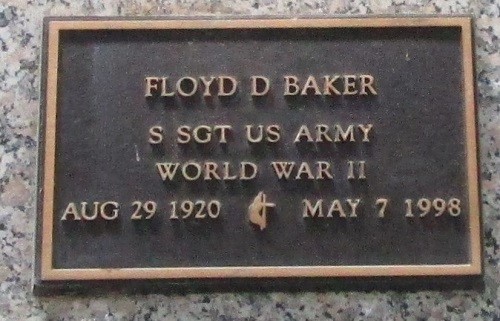 FLOYD D BAKER
S SGT US ARMY
WORLD WAR II
AUG 29 1920 MAY 7 1998